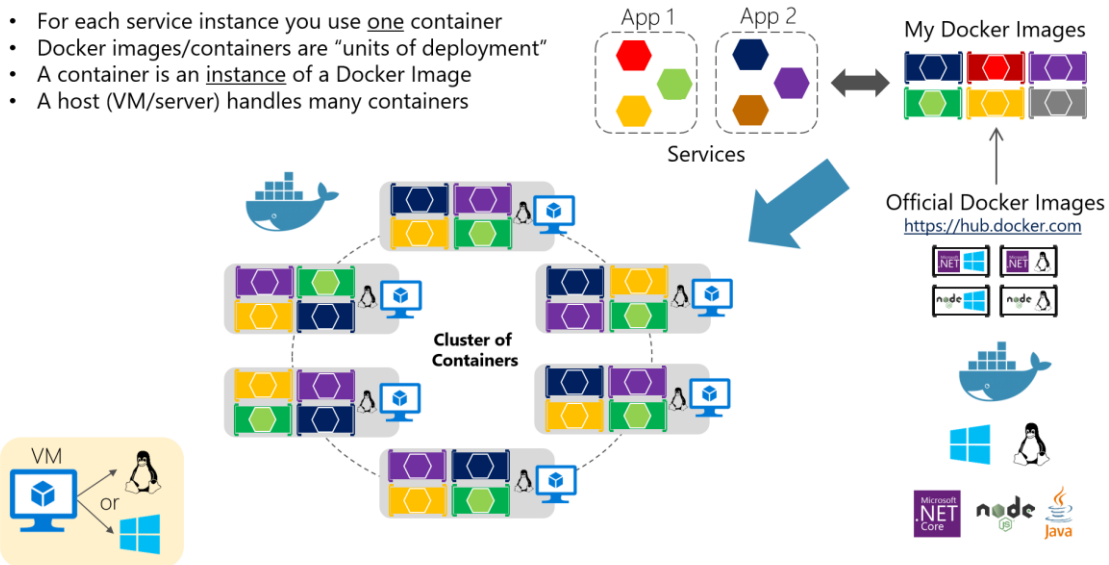 • For each service instance you use one container
• Docker images/containers are “units of deployment”
• A container is an instance of a Docker Image
• A host (VM/server) handles many containers
App 1
App 2
Services
My Docker Images
Official Docker Images
https://hub.docker.com
Microsoft
.NET
Microsoft
.NET
node
node
Cluster of
Containers
VM
or
Microsoft
.NET
Core
node
JS
Java